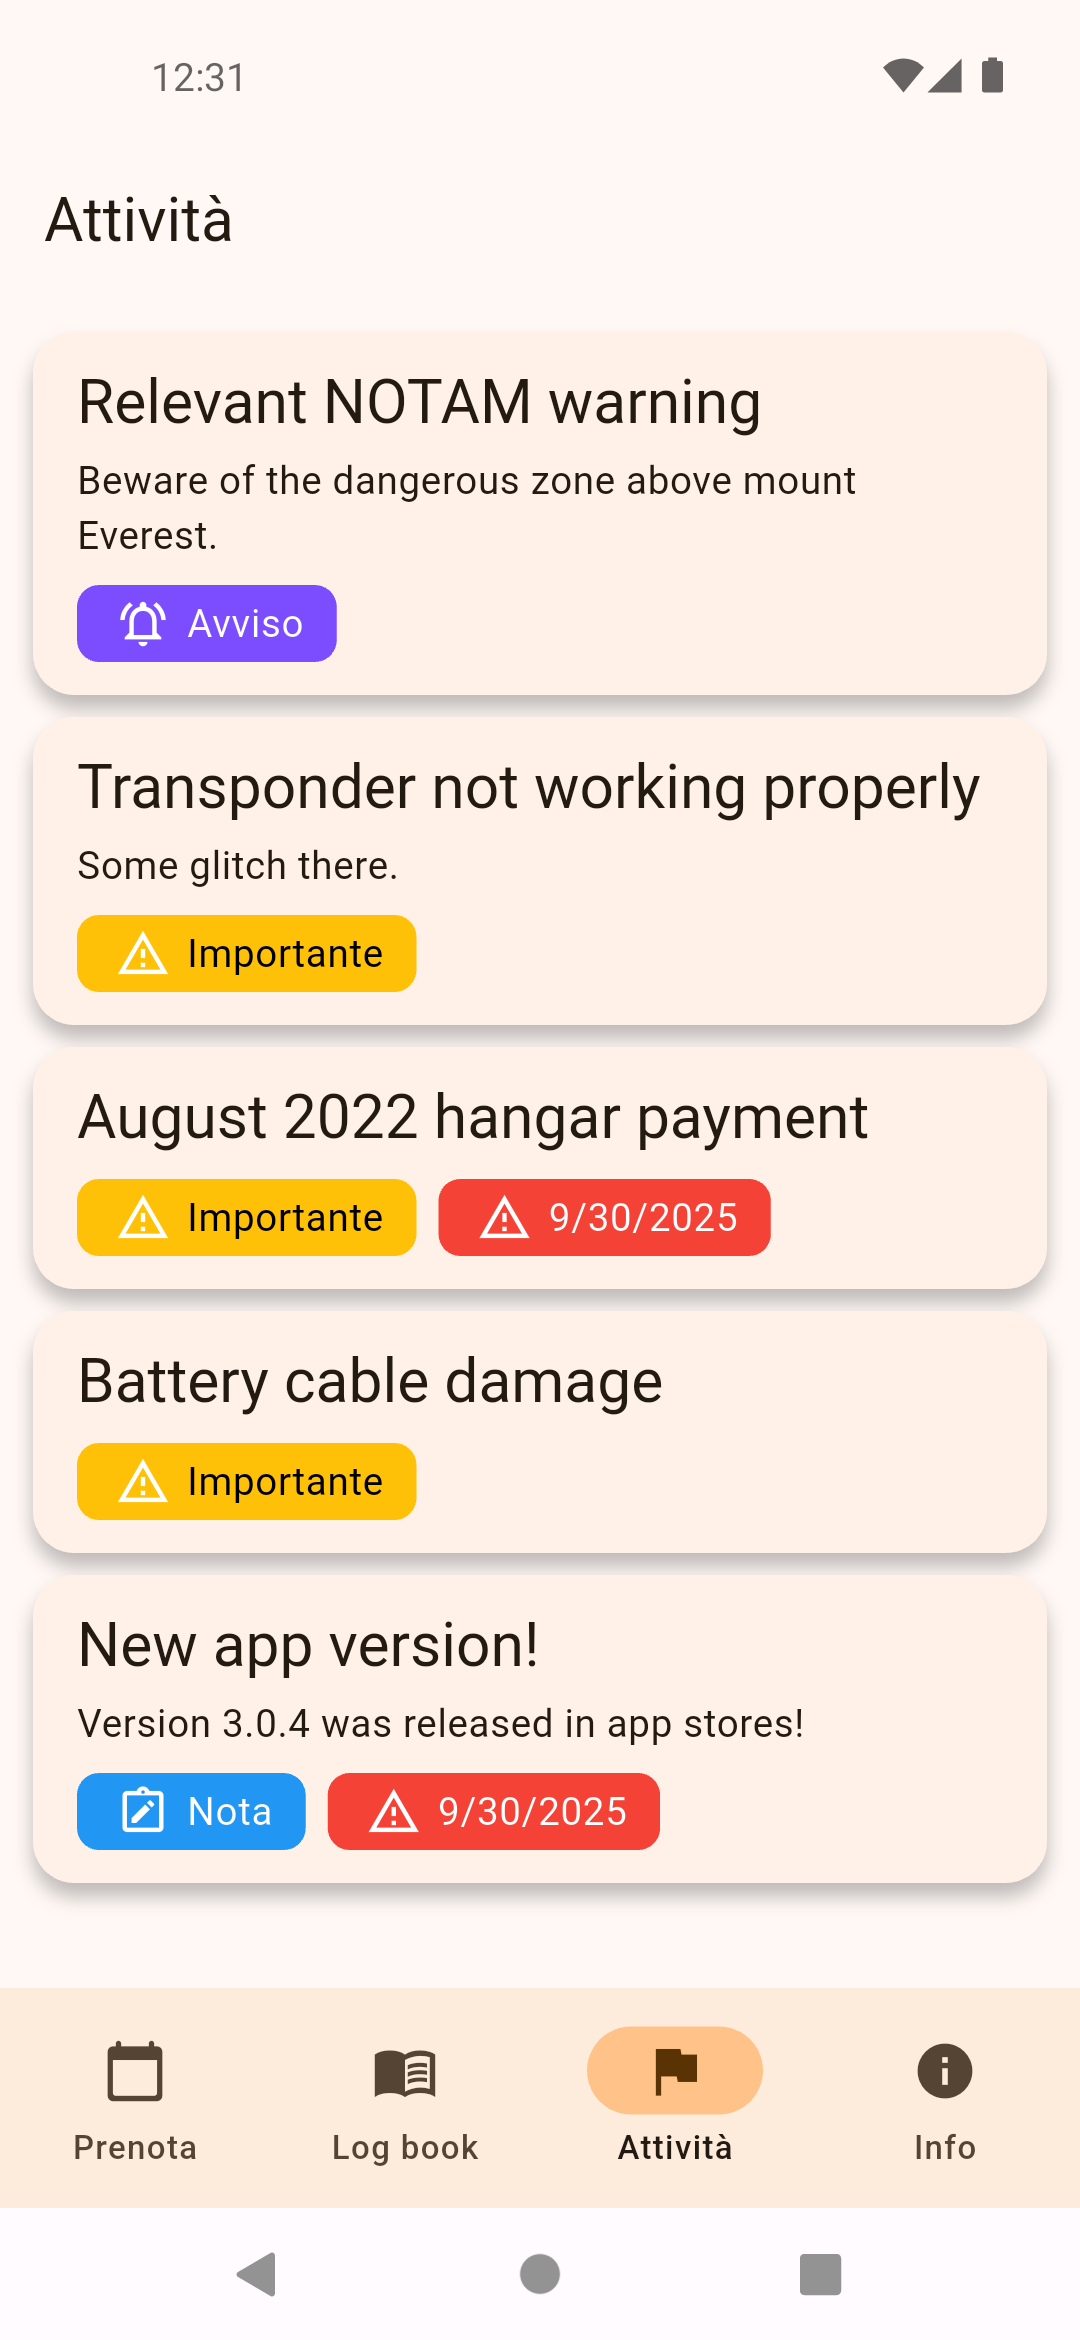 12:31
Attività
Relevant NOTAM warning
Beware of the dangerous zone above mount
Everest.
Avviso
Transponder not working properly
Some glitch there.
Importante
August 2022 hangar payment
Importante 9/30/2025
Battery cable damage
Importante
New app version!
Version 3.0.4 was released in app stores!
Nota 9/30/2025
Prenota Log book Attività Info